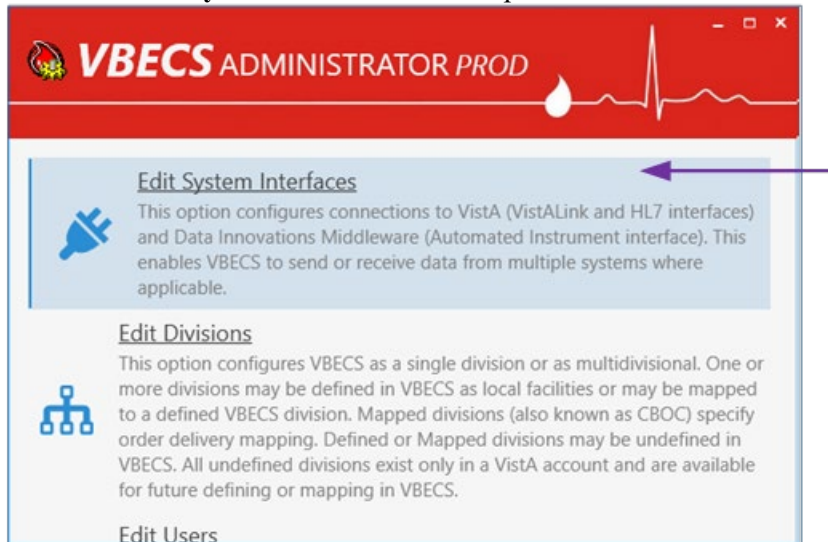 VBECS ADMINISTRATOR PROD
Edit System Interfaces
This option configures connections to VistA (VistALink and HL7 interfaces)
and Data Innovations Middleware (Automated Instrument interface). This
enables VBECS to send or receive data from multiple systems where
applicable.
Edit Divisions
This option configures VBECS as a single division or as multidivisional. One or
more divisions may be defined in VBECS as local facilities or may be mapped
to a defined VBECS division. Mapped divisions (also known as CBOC) specify
order delivery mapping. Defined or Mapped divisions may be undefined in
VBECS. All undefined divisions exist only in a VistA account and are available
for future defining or mapping in VBECS.
Edit Users